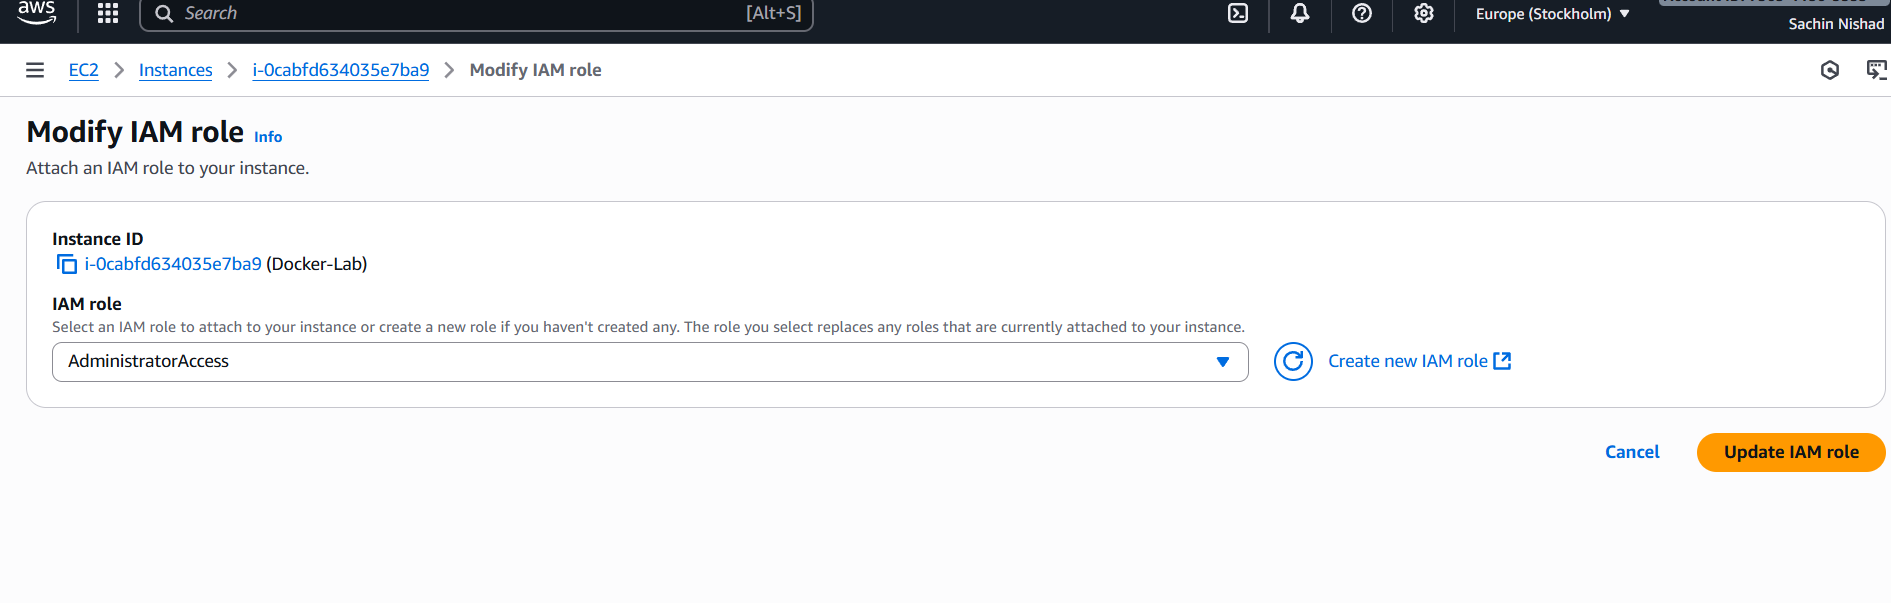 aws
Search [Alt+S] Europe (Stockholm)
Sachin Nishad
EC2 Instances i-0cabfd634035e7ba9 Modify IAM role
Modify IAM role Info
Attach an IAM role to your instance.
Instance ID
i-0cabfd634035e7ba9 (Docker-Lab)
IAM role
Select an IAM role to attach to your instance or create a new role if you haven't created any. The role you select replaces any roles that are currently attached to your instance.
AdministratorAccess Create new IAM role
Cancel Update IAM role